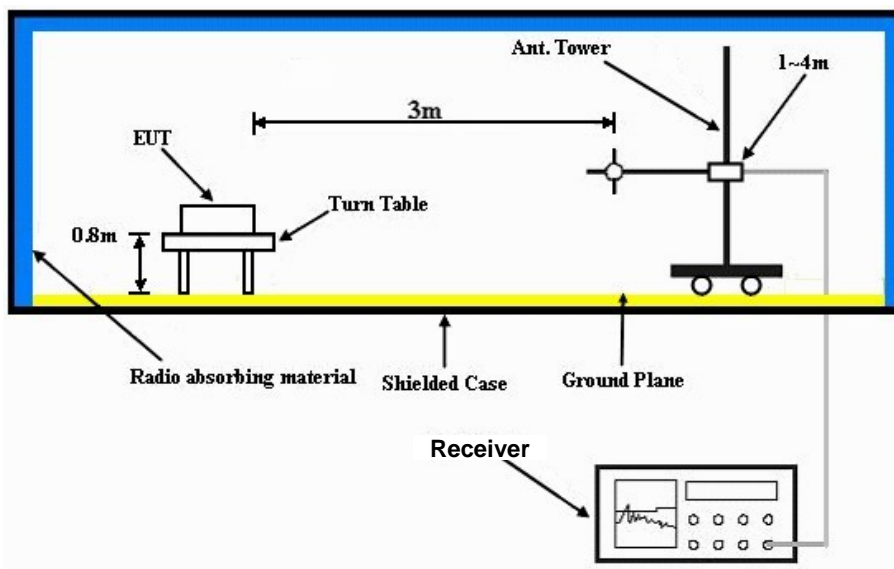 Ant. Tower
1~4m
3m
EUT
Turn Table
0.8m
Radio absorbing material
Shielded Case
Ground Plane
Receiver